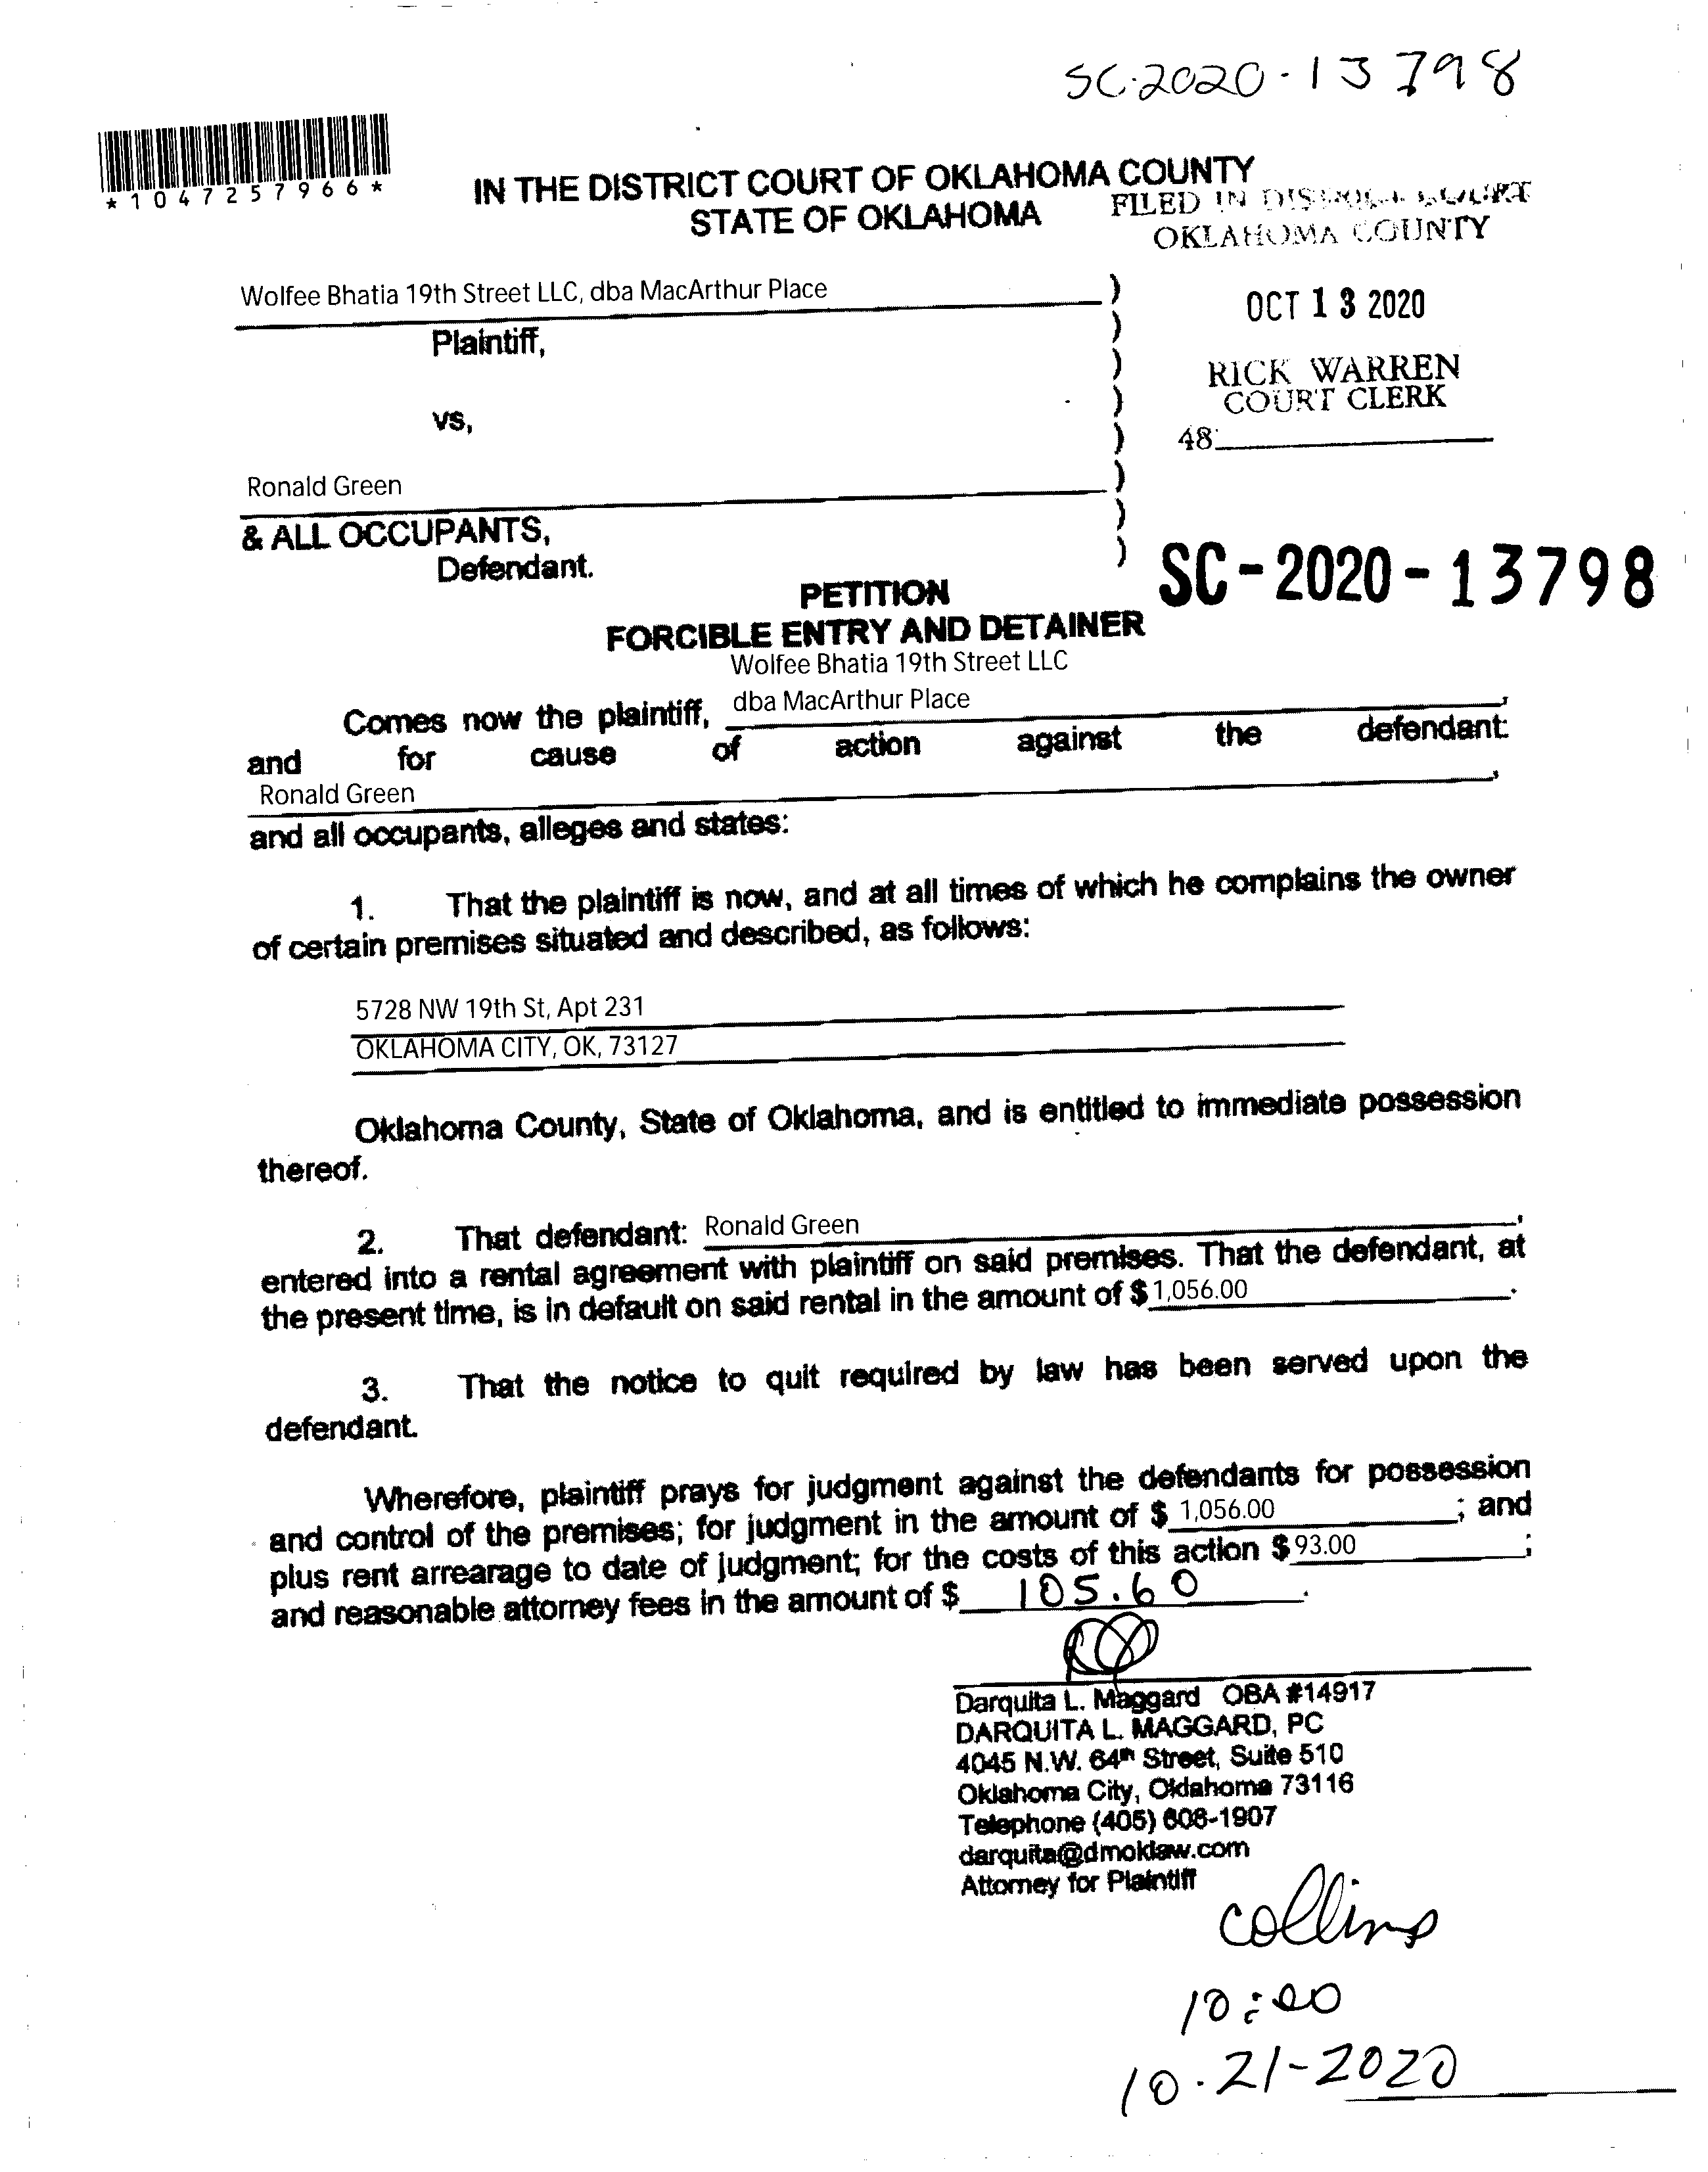 SC-2020-13798
*1047257966*
IN THE DISTRICT COURT OF OKLAHOMA COUNTY
STATE OF OKLAHOMA
FILED IN DISTRICT COURT
OKLAHOMA COUNTY
OCT 13 2020
RICK WARREN
COURT CLERK
48
Wolfee Bhatia 19th Street LLC, dba MacArthur Place )
Plaintiff, )
)
vs, )
)
Ronald Green )
& ALL OCCUPANTS, )
Defendant. )
SC-2020-13798
PETITION
FORCIBLE ENTRY AND DETAINER
Wolfee Bhatia 19th Street LLC
Comes now the plaintiff, dba MacArthur Place ,
and for cause of action against the defendant:
Ronald Green ,
and all occupants, alleges and states:
1. That the plaintiff is now, and at all times of which he complains the owner
of certain premises situated and described, as follows:
5728 NW 19th St, Apt 231
OKLAHOMA CITY, OK, 73127
Oklahoma County, State of Oklahoma, and is entitled to immediate possession
thereof.
2. That defendant: Ronald Green ,
entered into a rental agreement with plaintiff on said premises. That the defendant, at
the present time, is in default on said rental in the amount of $1,056.00 .
3. That the notice to quit required by law has been served upon the
defendant.
Wherefore, plaintiff prays for judgment against the defendants for possession
and control of the premises; for judgment in the amount of $ 1,056.00 ; and
plus rent arrearage to date of judgment; for the costs of this action $93.00 ;
and reasonable attorney fees in the amount of $ 105.60 .
Darquita L. Maggard OBA #14917
DARQUITA L. MAGGARD, PC
4045 N.W. 64th Street, Suite 510
Oklahoma City, Oklahoma 73116
Telephone (405) 608-1907
darquita@dmoklaw.com
Attorney for Plaintiff
Collins
10:00
10-21-2020